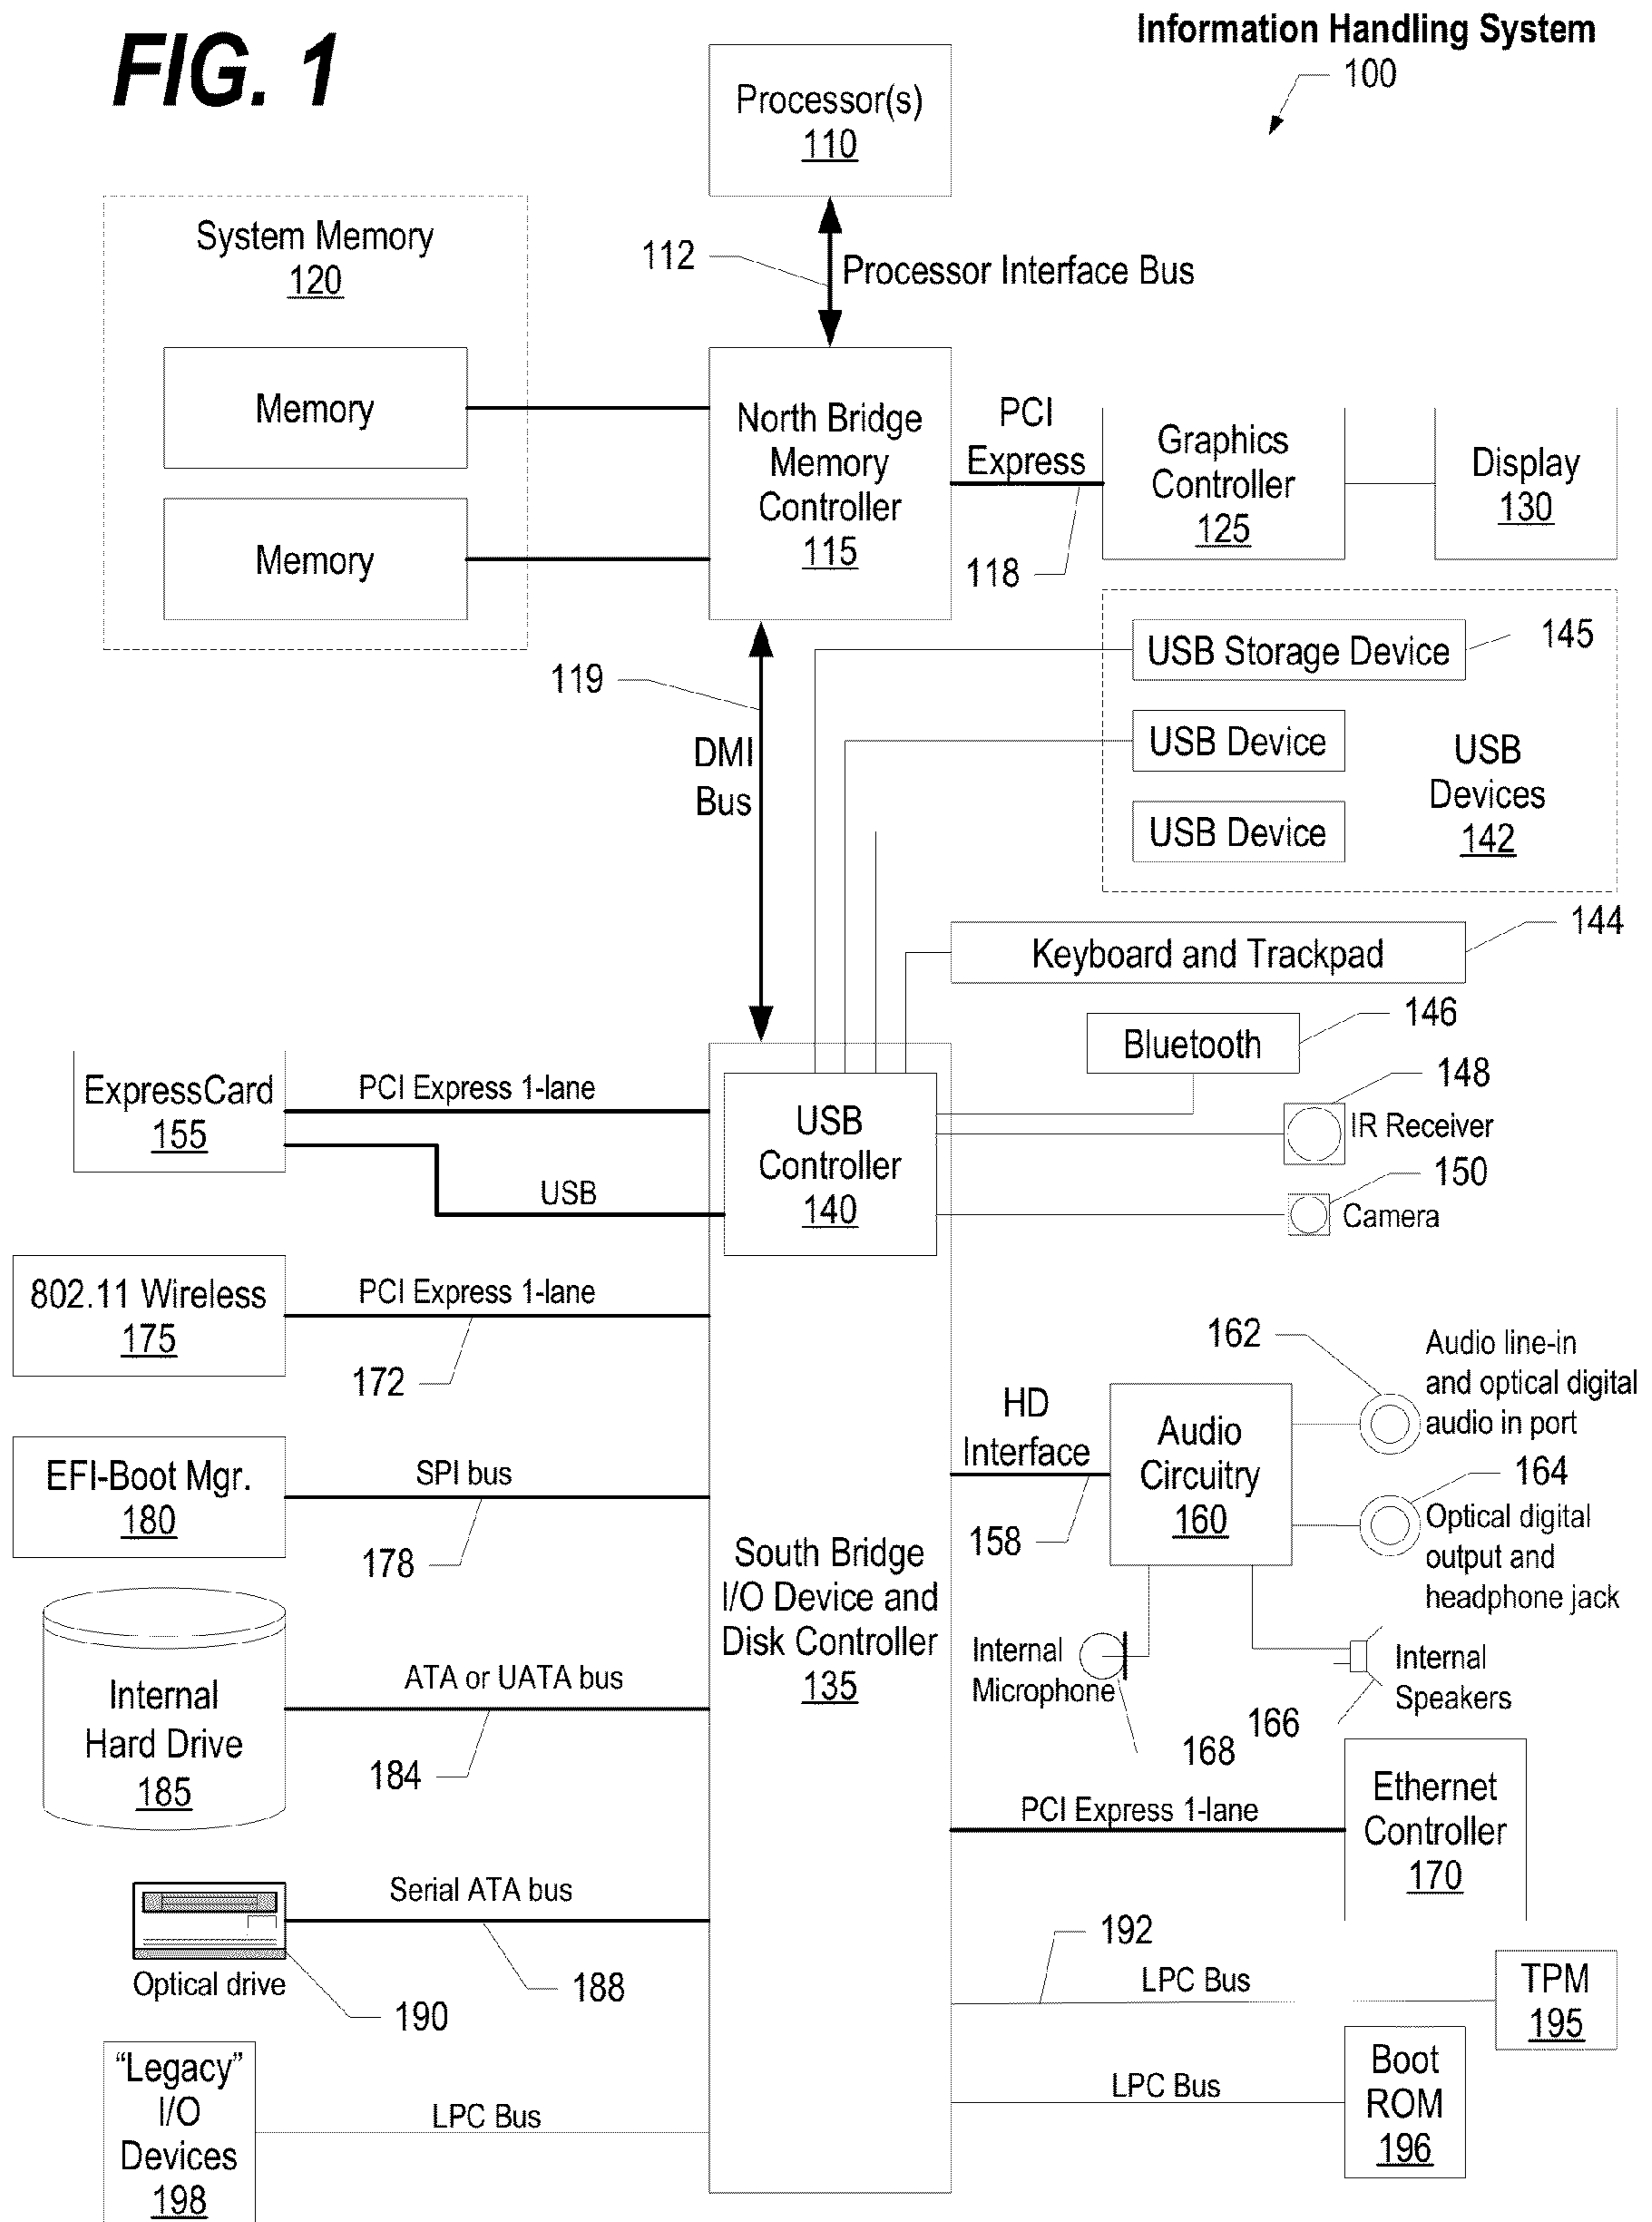 FIG. 1
Information Handling System
100
Processor(s)
110
System Memory
120
112
Processor Interface Bus
Memory
Memory
North Bridge
Memory
Controller
115
PCI
Express
118
Graphics
Controller
125
Display
130
119
DMI
Bus
USB Storage Device
145
USB Device
USB Device
USB
Devices
142
Keyboard and Trackpad
144
Bluetooth
146
148
IR Receiver
150
Camera
ExpressCard
155
PCI Express 1-lane
USB
USB
Controller
140
802.11 Wireless
175
PCI Express 1-lane
172
EFI-Boot Mgr.
180
SPI bus
178
HD
Interface
158
Audio
Circuitry
160
162
Audio line-in
and optical digital
audio in port
164
Optical digital
output and
headphone jack
South Bridge
I/O Device and
Disk Controller
135
Internal
Microphone
168
166
Internal
Speakers
Internal
Hard Drive
185
ATA or UATA bus
184
PCI Express 1-lane
Ethernet
Controller
170
Serial ATA bus
188
Optical drive
190
192
LPC Bus
TPM
195
"Legacy"
I/O
Devices
198
LPC Bus
LPC Bus
Boot
ROM
196